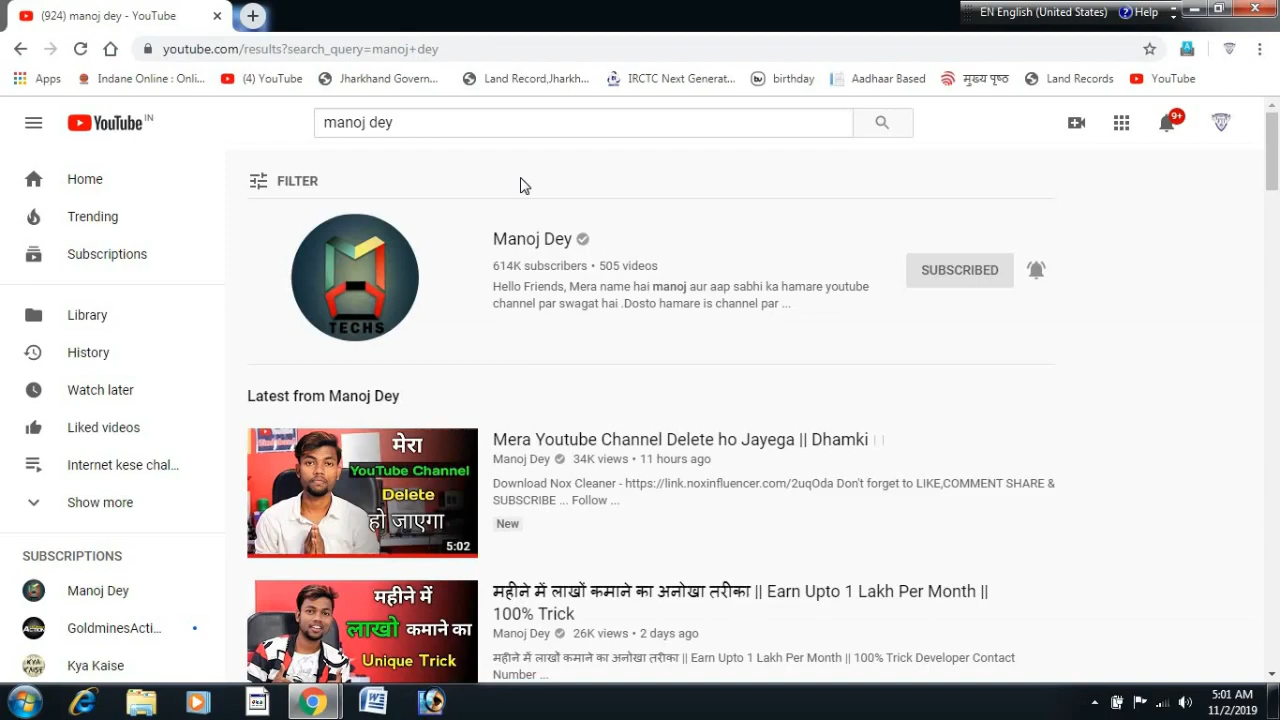 (924) manoj dey - YouTube
EN English (United States) Help
youtube.com/results?search_query=manoj+dey
Apps Indane Online : Onli... (4) YouTube Jharkhand Govern... Land Record,Jharkh... IRCTC Next Generat... birthday Aadhaar Based मुख्य पृष्ठ Land Records YouTube
YouTube IN
manoj dey
9+
Home
Trending
Subscriptions
Library
History
Watch later
Liked videos
Internet kese chal...
Show more
SUBSCRIPTIONS
Manoj Dey
GoldminesActi...
Kya Kaise
FILTER
TECHS
Manoj Dey
614K subscribers • 505 videos
Hello Friends, Mera name hai manoj aur aap sabhi ka hamare youtube
channel par swagat hai .Dosto hamare is channel par ...
SUBSCRIBED
Latest from Manoj Dey
मेरा
YouTube Channel
Delete
हो जाएगा
5:02
Mera Youtube Channel Delete ho Jayega || Dhamki ||
Manoj Dey 34K views • 11 hours ago
Download Nox Cleaner - https://link.noxinfluencer.com/2uqOda Don't forget to LIKE,COMMENT SHARE &
SUBSCRIBE ... Follow ...
New
महीने में
लाखों कमाने का
Unique Trick
महीने में लाखों कमाने का अनोखा तरीका || Earn Upto 1 Lakh Per Month ||
100% Trick
Manoj Dey 26K views • 2 days ago
महीने में लाखों कमाने का अनोखा तरीका || Earn Upto 1 Lakh Per Month || 100% Trick Developer Contact
Number ...
5:01 AM
11/2/2019